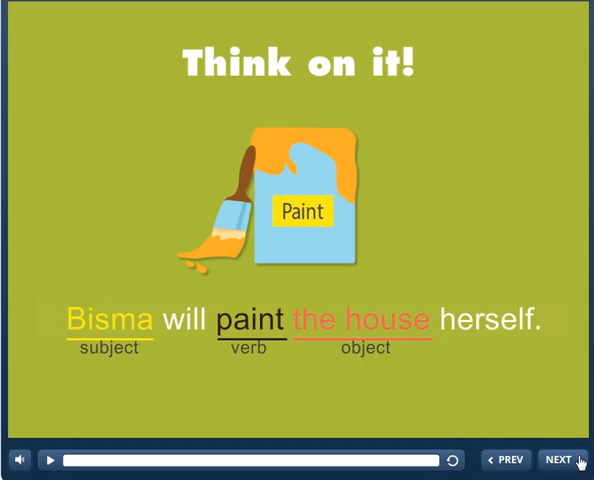 Think on it!
Paint
Bisma will paint the house herself.
subject verb object
PREV NEXT